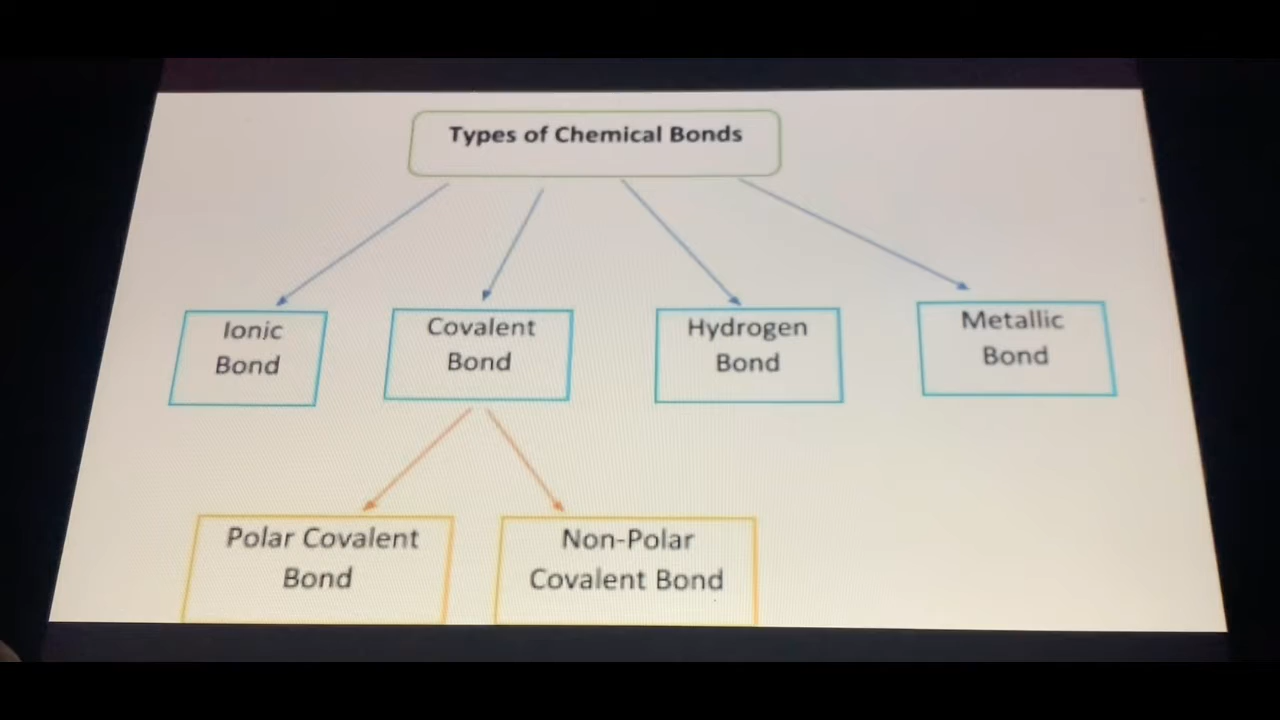 Types of Chemical Bonds
Ionic
Bond
Covalent
Bond
Hydrogen
Bond
Metallic
Bond
Polar Covalent
Bond
Non-Polar
Covalent Bond